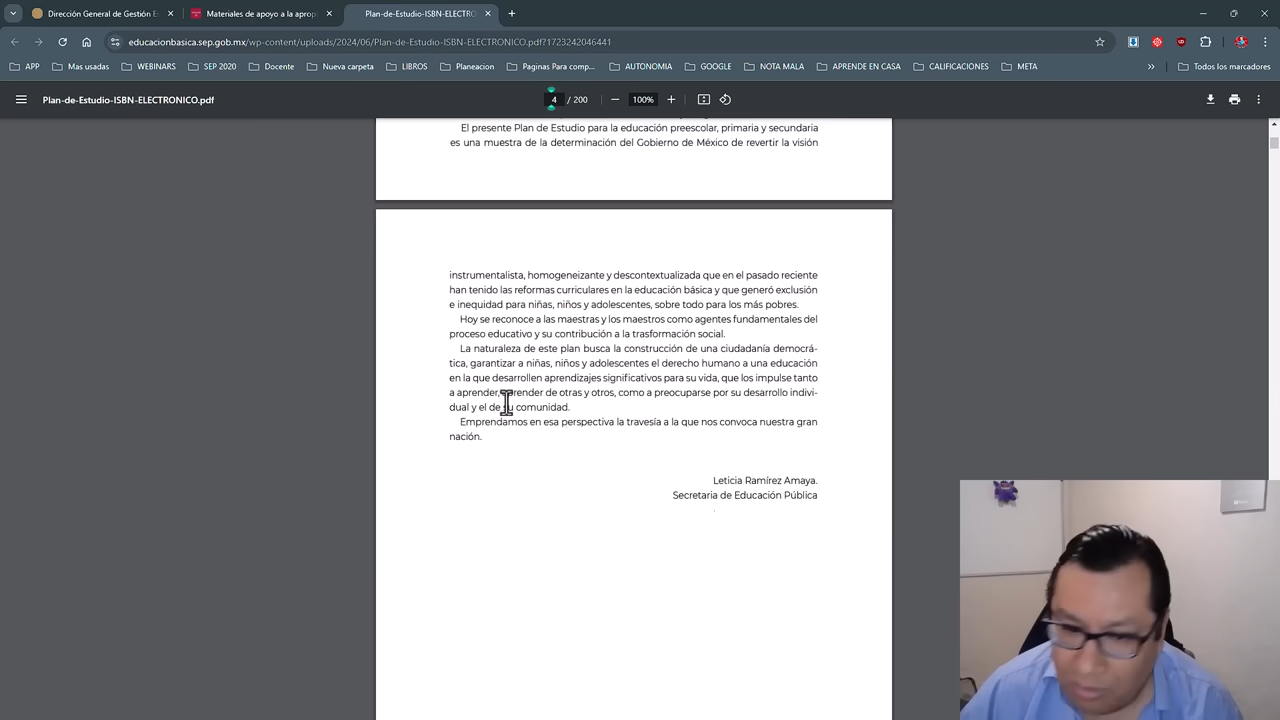 Dirección General de Gestión E
Materiales de apoyo a la aprop
Plan-de-Estudio-ISBN-ELECTRO
educacionbasica.sep.gob.mx/wp-content/uploads/2024/06/Plan-de-Estudio-ISBN-ELECTRONICO.pdf?1723242046441
APP
Mas usadas
WEBINARS
SEP 2020
Docente
Nueva carpeta
LIBROS
Planeacion
Paginas Para comp...
AUTONOMIA
GOOGLE
NOTA MALA
APRENDE EN CASA
CALIFICACIONES
META
»
Todos los marcadores
Plan-de-Estudio-ISBN-ELECTRONICO.pdf
4 / 200
100%
El presente Plan de Estudio para la educación preescolar, primaria y secundaria
es una muestra de la determinación del Gobierno de México de revertir la visión
instrumentalista, homogeneizante y descontextualizada que en el pasado reciente
han tenido las reformas curriculares en la educación básica y que generó exclusión
e inequidad para niñas, niños y adolescentes, sobre todo para los más pobres.
Hoy se reconoce a las maestras y los maestros como agentes fundamentales del
proceso educativo y su contribución a la trasformación social.
La naturaleza de este plan busca la construcción de una ciudadanía democrá-
tica, garantizar a niñas, niños y adolescentes el derecho humano a una educación
en la que desarrollen aprendizajes significativos para su vida, que los impulse tanto
a aprender, aprender de otras y otros, como a preocuparse por su desarrollo indivi-
dual y el de su comunidad.
Emprendamos en esa perspectiva la travesía a la que nos convoca nuestra gran
nación.
Leticia Ramírez Amaya.
Secretaria de Educación Pública